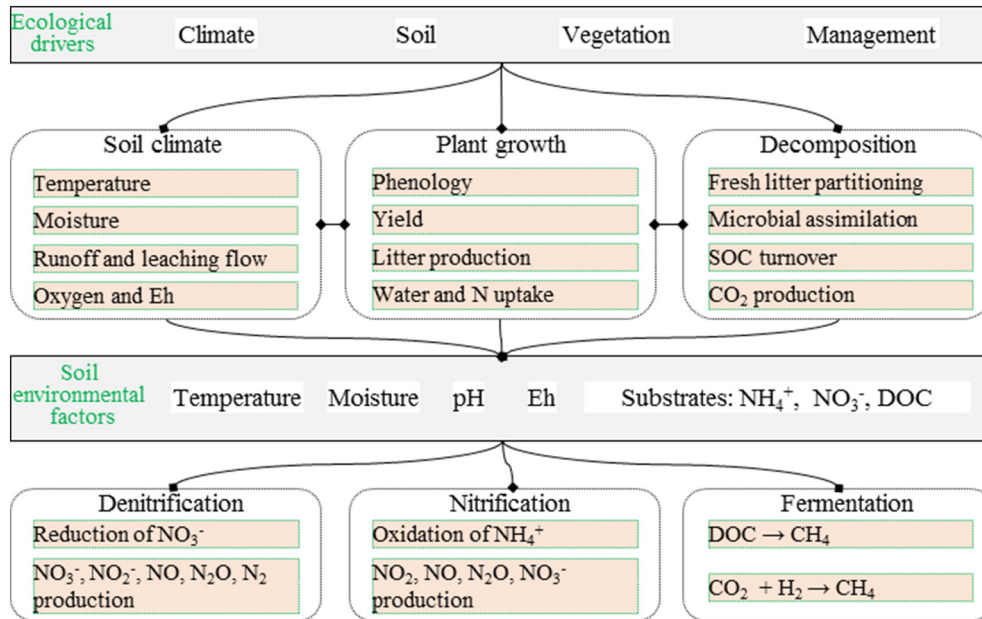 Ecological
drivers
Climate Soil Vegetation Management
Soil climate
Temperature
Moisture
Runoff and leaching flow
Oxygen and Eh
Plant growth
Phenology
Yield
Litter production
Water and N uptake
Decomposition
Fresh litter partitioning
Microbial assimilation
SOC turnover
CO₂ production
Soil
environmental
factors
Temperature Moisture pH Eh Substrates: NH₄⁺, NO₃⁻, DOC
Denitrification
Reduction of NO₃⁻
NO₃⁻, NO₂⁻, NO, N₂O, N₂
production
Nitrification
Oxidation of NH₄⁺
NO₂, NO, N₂O, NO₃⁻
production
Fermentation
DOC → CH₄
CO₂ + H₂ → CH₄